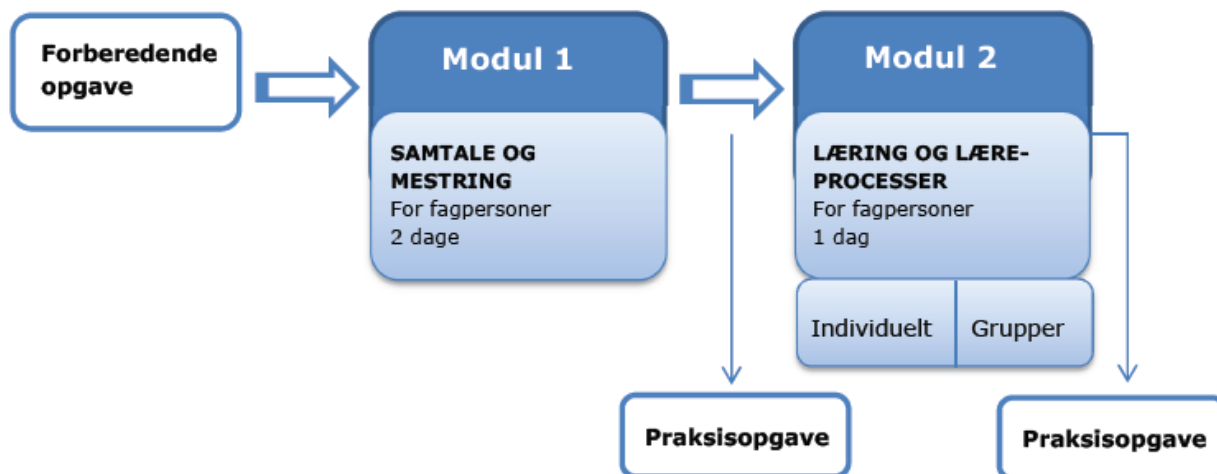 Forberedende
opgave
Modul 1
SAMTALE OG
MESTRING
For fagpersoner
2 dage
Modul 2
LÆRING OG LÆRE-
PROCESSER
For fagpersoner
1 dag
Individuelt
Grupper
Praksisopgave
Praksisopgave